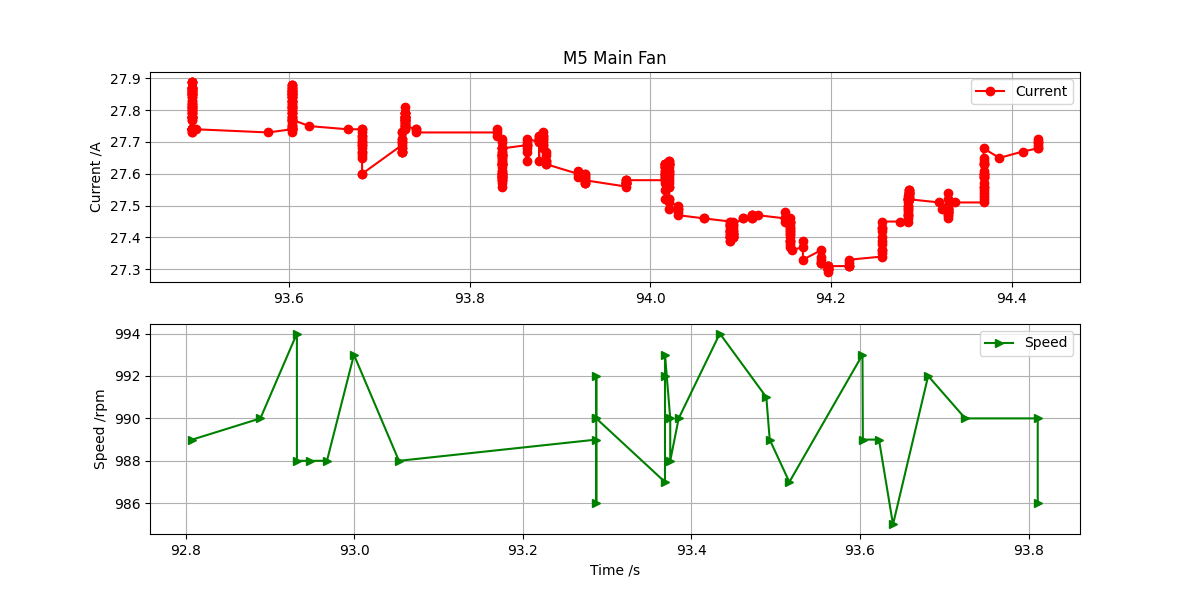 M5 Main Fan
27.9
27.8
27.7
27.6
27.5
27.4
27.3
Current /A
Current
93.6 93.8 94.0 94.2 94.4
994
992
990
988
986
Speed /rpm
Speed
92.8 93.0 93.2 93.4 93.6 93.8
Time /s